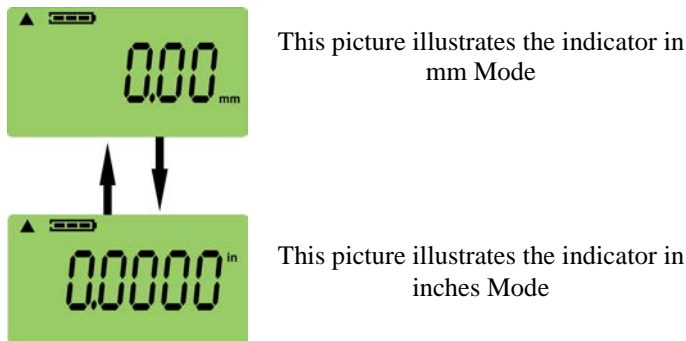 0.00 mm
This picture illustrates the indicator in
mm Mode
0.0000 in
This picture illustrates the indicator in
inches Mode